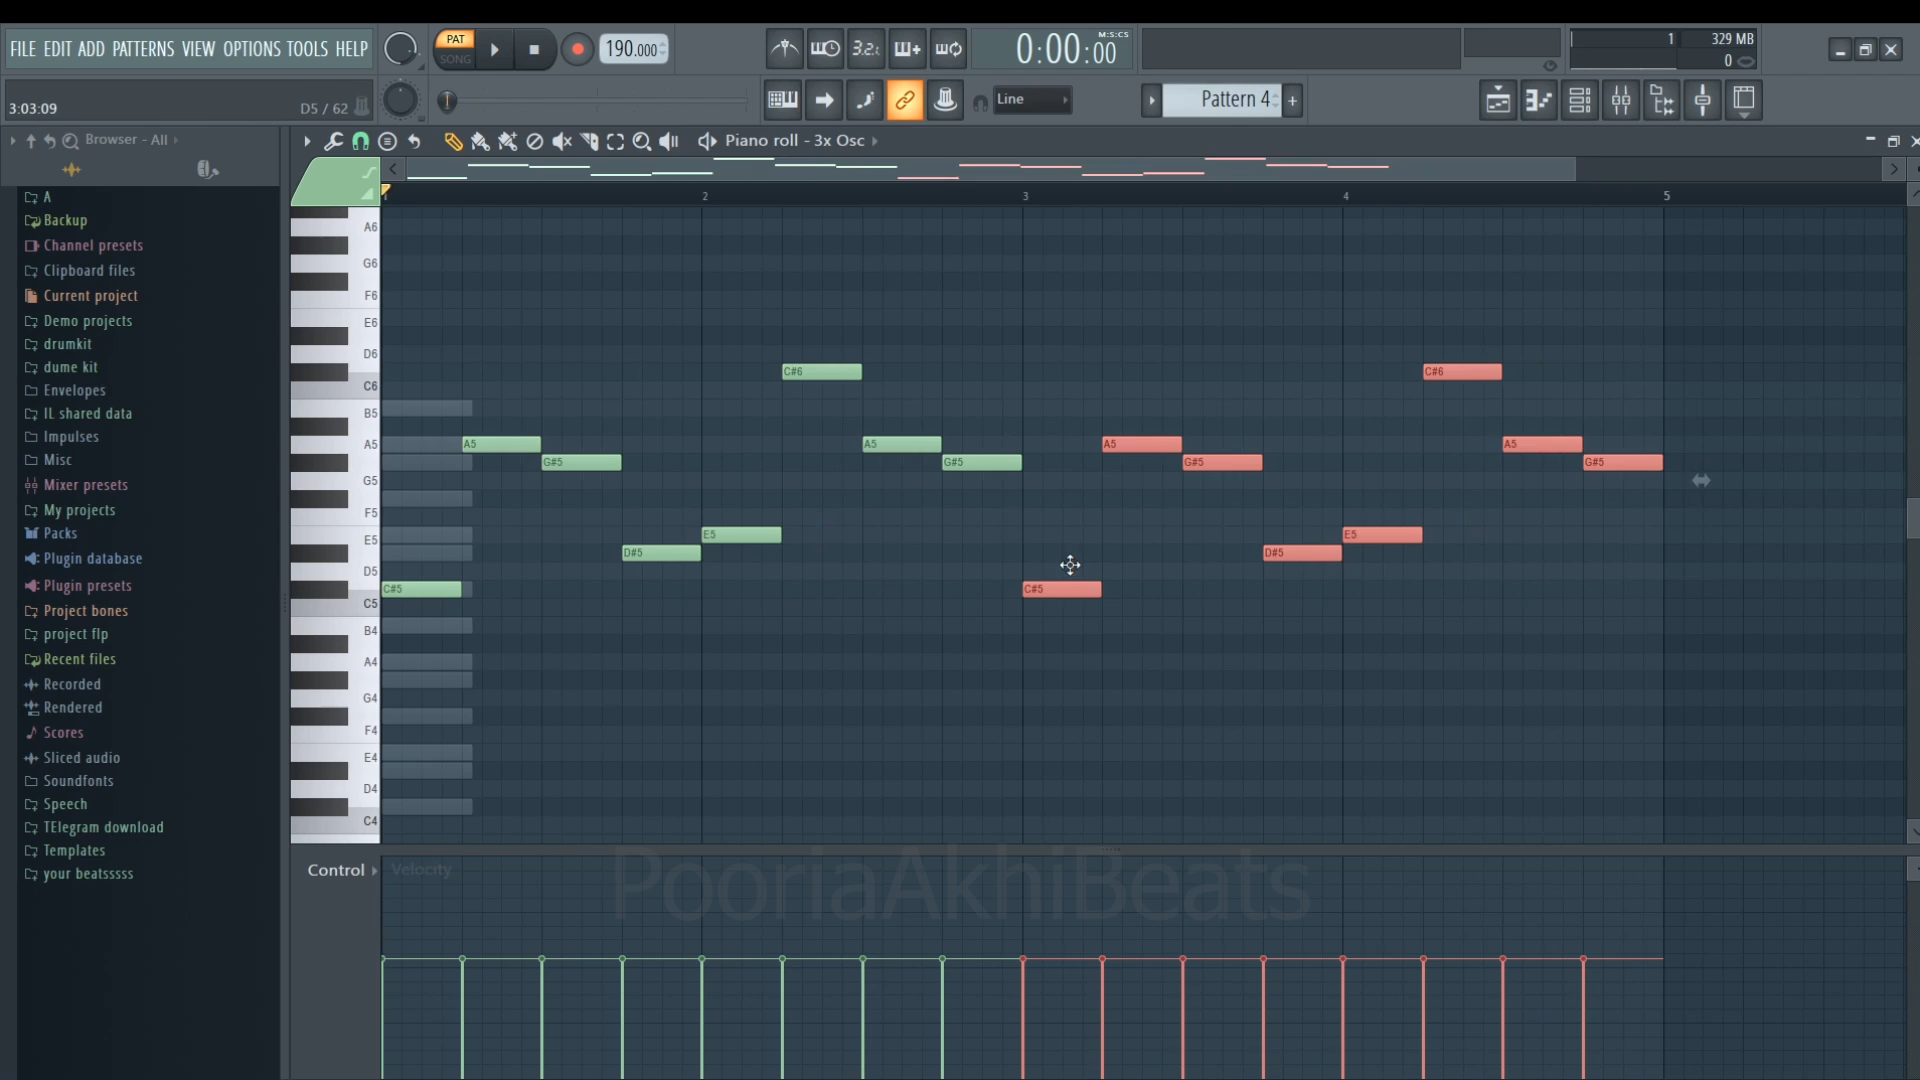 FILE EDIT ADD PATTERNS VIEW OPTIONS TOOLS HELP
PAT
SONG
190.000
3.2:
0:00:00
M:S:CS
1
329 MB
0
3:03:09
D5 / 62
Line
Pattern 4
+
Browser - All
Piano roll - 3x Osc
A
Backup
Channel presets
Clipboard files
Current project
Demo projects
drumkit
dume kit
Envelopes
IL shared data
Impulses
Misc
Mixer presets
My projects
Packs
Plugin database
Plugin presets
Project bones
project flp
Recent files
Recorded
Rendered
Scores
Sliced audio
Soundfonts
Speech
TElegram download
Templates
your beatsssss
1 2 3 4 5
A6
G6
F6
E6
D6
C6
B5
A5
G5
F5
E5
D5
C5
B4
A4
G4
F4
E4
D4
C4
C#6 C#6
A5 A5 A5 A5
G#5 G#5 G#5 G#5
E5 E5
D#5 D#5
C#5 C#5
Control Velocity
PooriaAkhiBeats